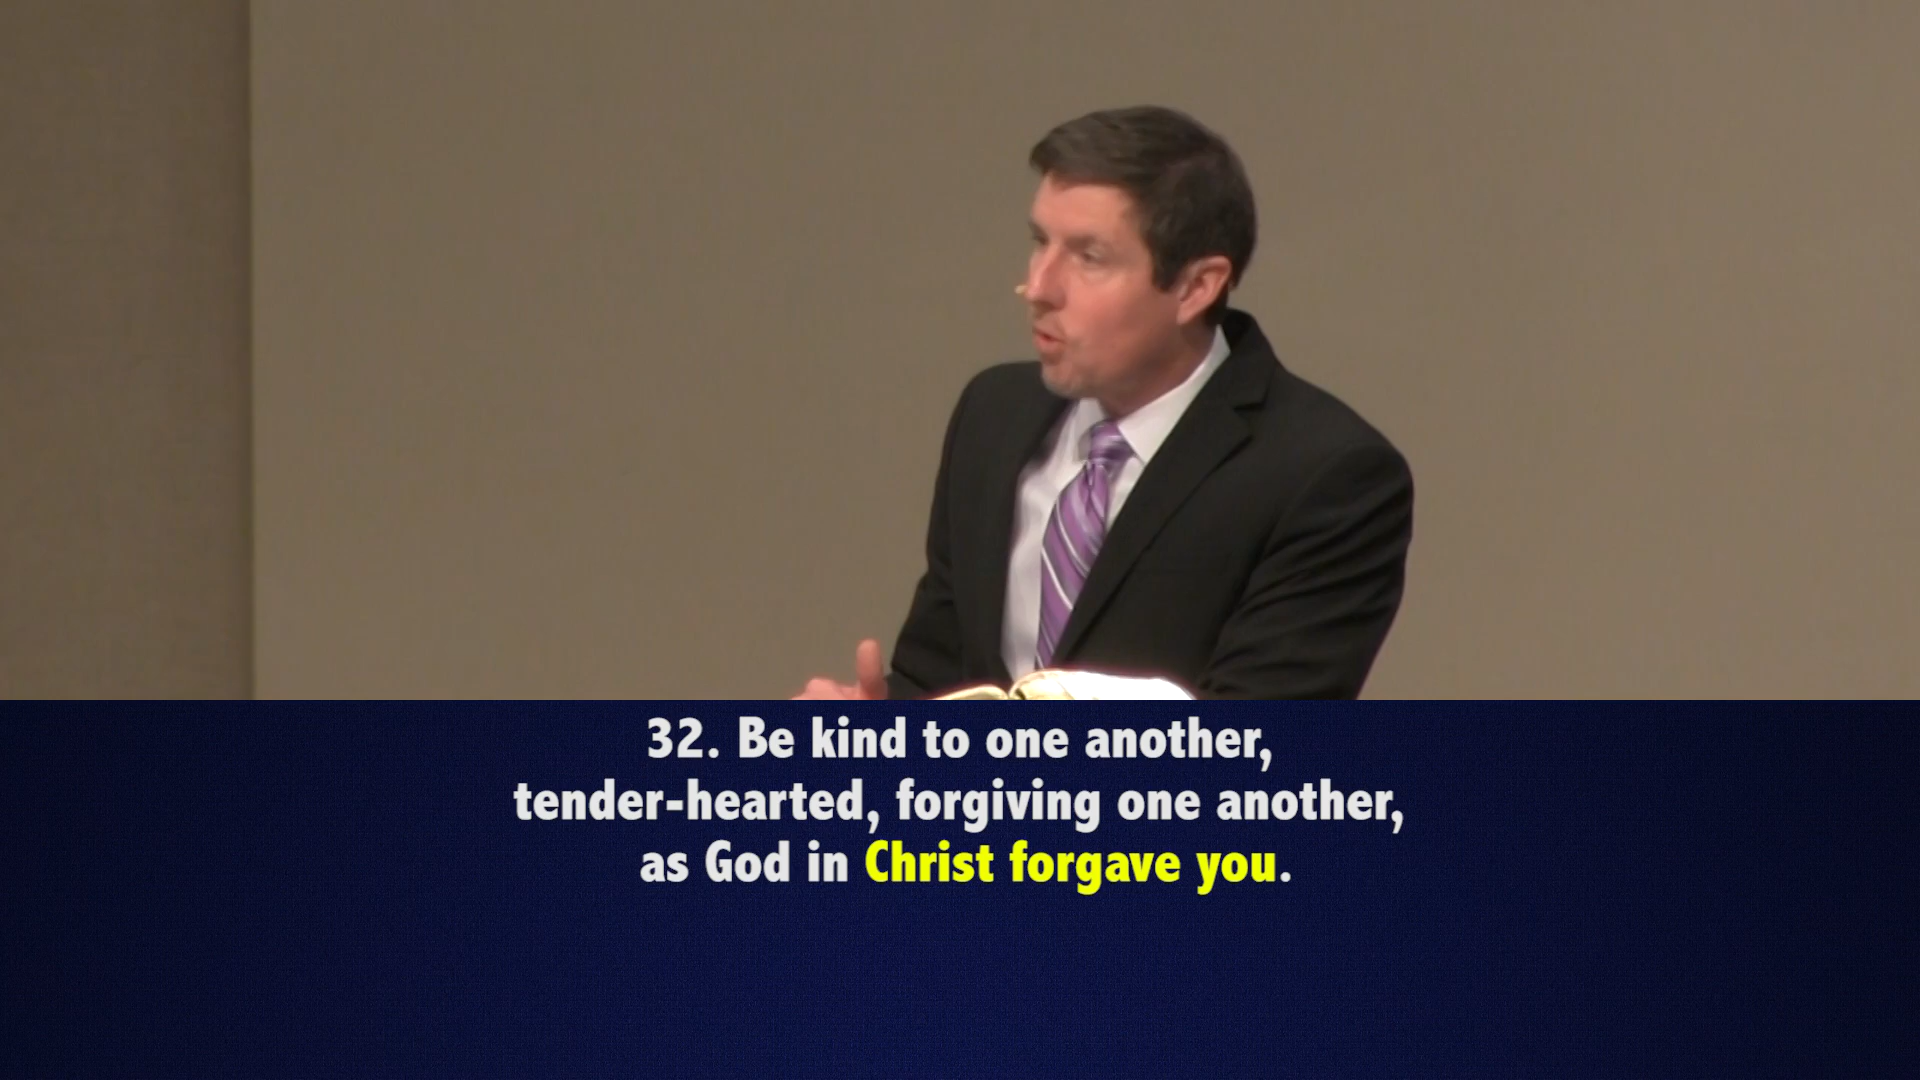 32. Be kind to one another,
tender-hearted, forgiving one another,
as God in Christ forgave you.